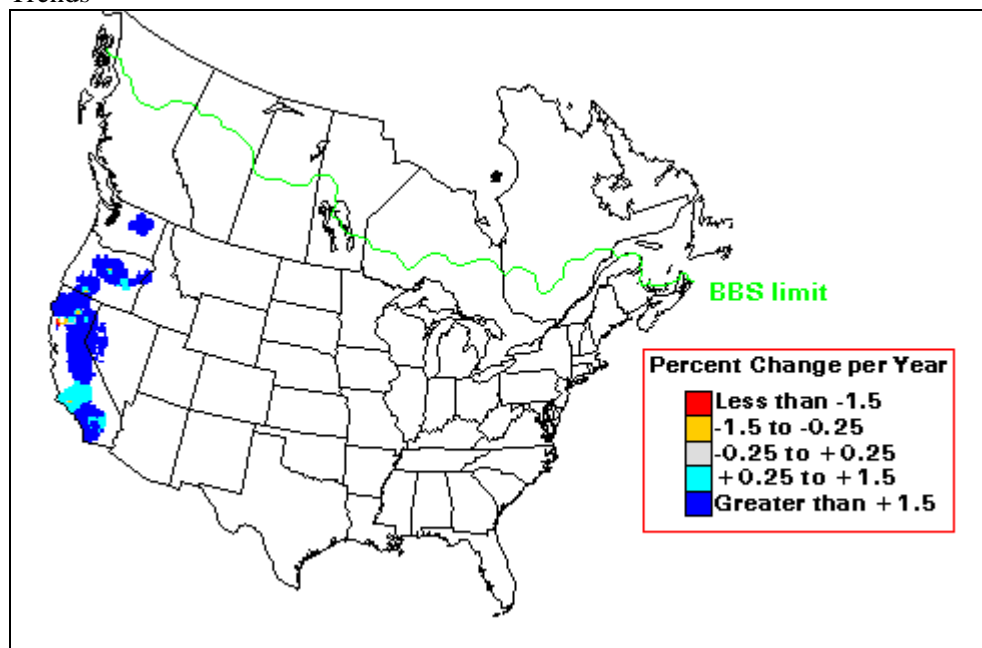 Trends
BBS limit
Percent Change per Year
Less than -1.5
-1.5 to -0.25
-0.25 to +0.25
+0.25 to +1.5
Greater than +1.5